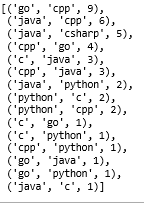 [('go', 'cpp', 9),
('java', 'cpp', 6),
('java', 'csharp', 5),
('cpp', 'go', 4),
('c', 'java', 3),
('cpp', 'java', 3),
('java', 'python', 2),
('python', 'c', 2),
('python', 'cpp', 2),
('c', 'go', 1),
('c', 'python', 1),
('cpp', 'python', 1),
('go', 'java', 1),
('go', 'python', 1),
('java', 'c', 1)]